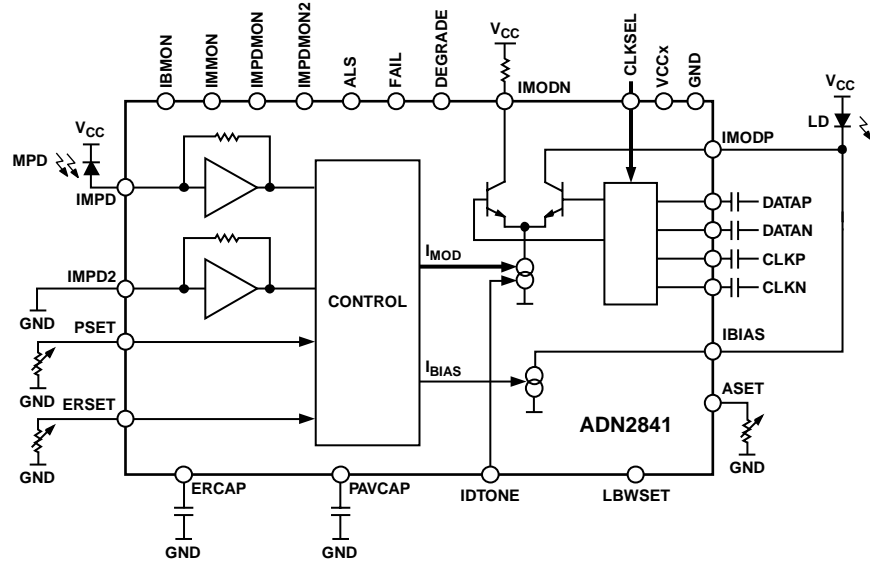 IBMON
IMMON
IMPDMON
IMPDMON2
ALS
FAIL
DEGRADE
VCC
IMODN
CLKSEL
VCCx
GND
VCC
LD
VCC
MPD
IMPD
IMODP
DATAP
DATAN
CLKP
CLKN
IMPD2
GND
IMOD
CONTROL
PSET
GND
IBIAS
IBIAS
ERSET
GND
ASET
GND
ADN2841
ERCAP
GND
PAVCAP
GND
IDTONE
LBWSET